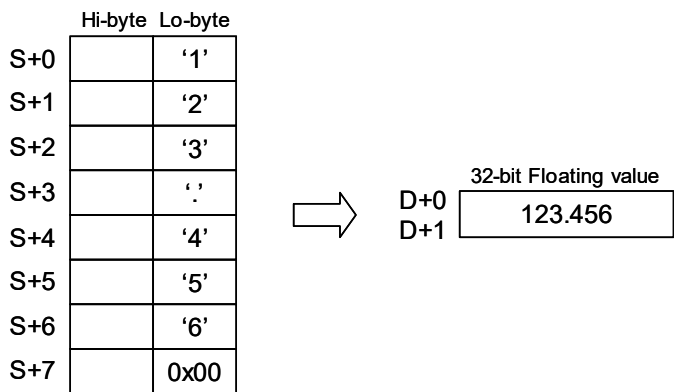 Hi-byte Lo-byte
S+0 ‘1’
S+1 ‘2’
S+2 ‘3’
S+3 ‘.’
S+4 ‘4’
S+5 ‘5’
S+6 ‘6’
S+7 0x00
32-bit Floating value
D+0
D+1
123.456